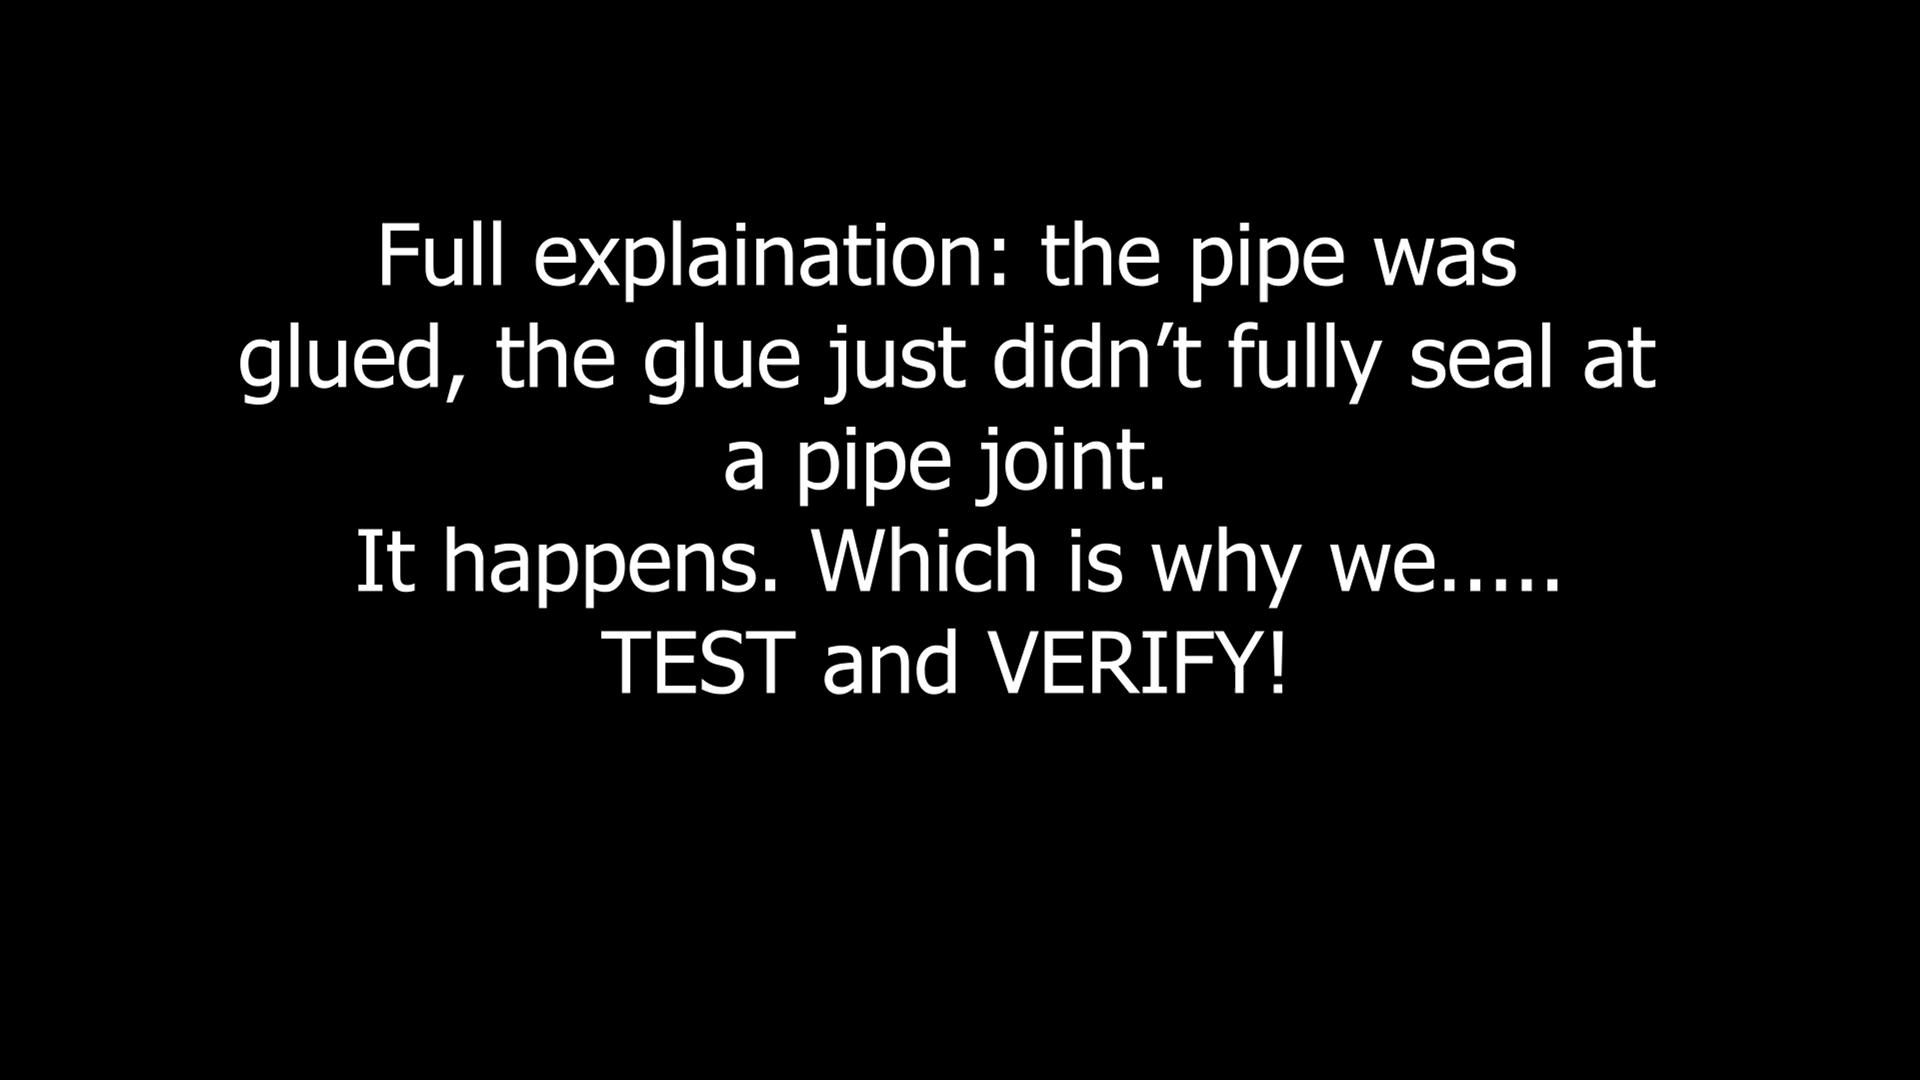 Full explaination: the pipe was
glued, the glue just didn’t fully seal at
a pipe joint.
It happens. Which is why we.....
TEST and VERIFY!